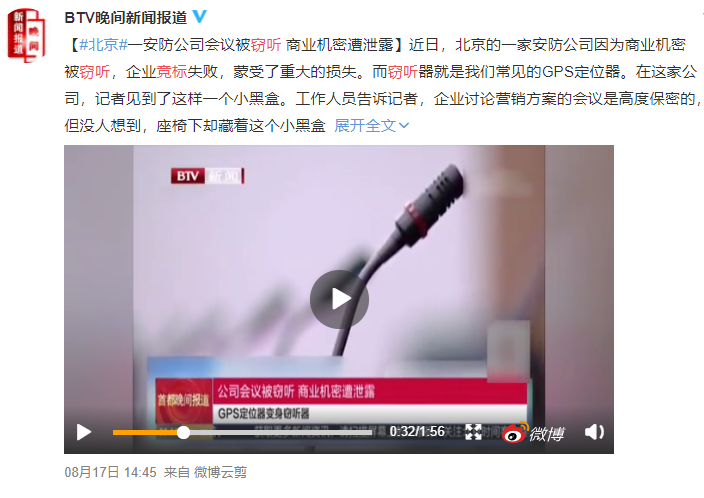 新闻报道 晚间
BTV晚间新闻报道
【#北京#一安防公司会议被窃听 商业机密遭泄露】近日，北京的一家安防公司因为商业机密
被窃听，企业竞标失败，蒙受了重大的损失。而窃听器就是我们常见的GPS定位器。在这家公
司，记者见到了这样一个小黑盒。工作人员告诉记者，企业讨论营销方案的会议是高度保密的，
但没人想到，座椅下却藏着这个小黑盒 展开全文
BTV 新闻
首都晚间报道
公司会议被窃听 商业机密遭泄露
GPS定位器变身窃听器
0:32/1:56
微博
08月17日 14:45 来自 微博云剪